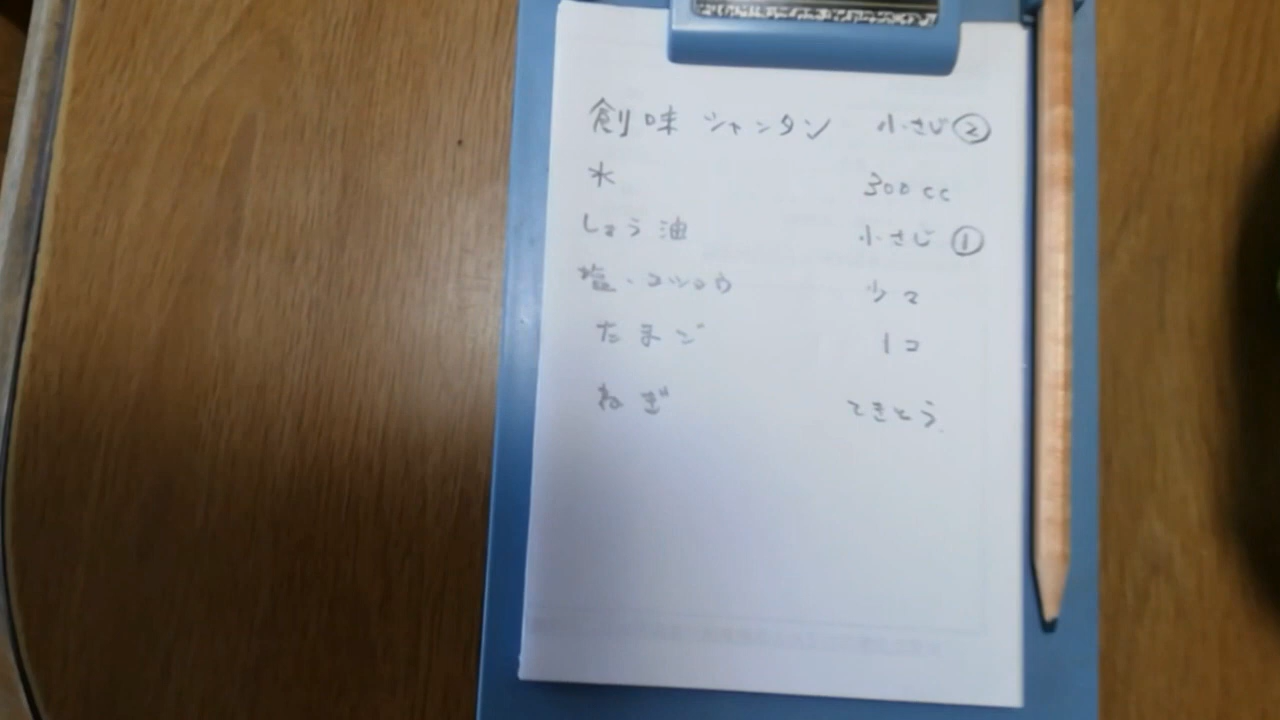 創味シャンタン 小さじ②
水 300cc
しょう油 小さじ①
塩・コショウ 少々
たまご 1コ
ねぎ てきとう